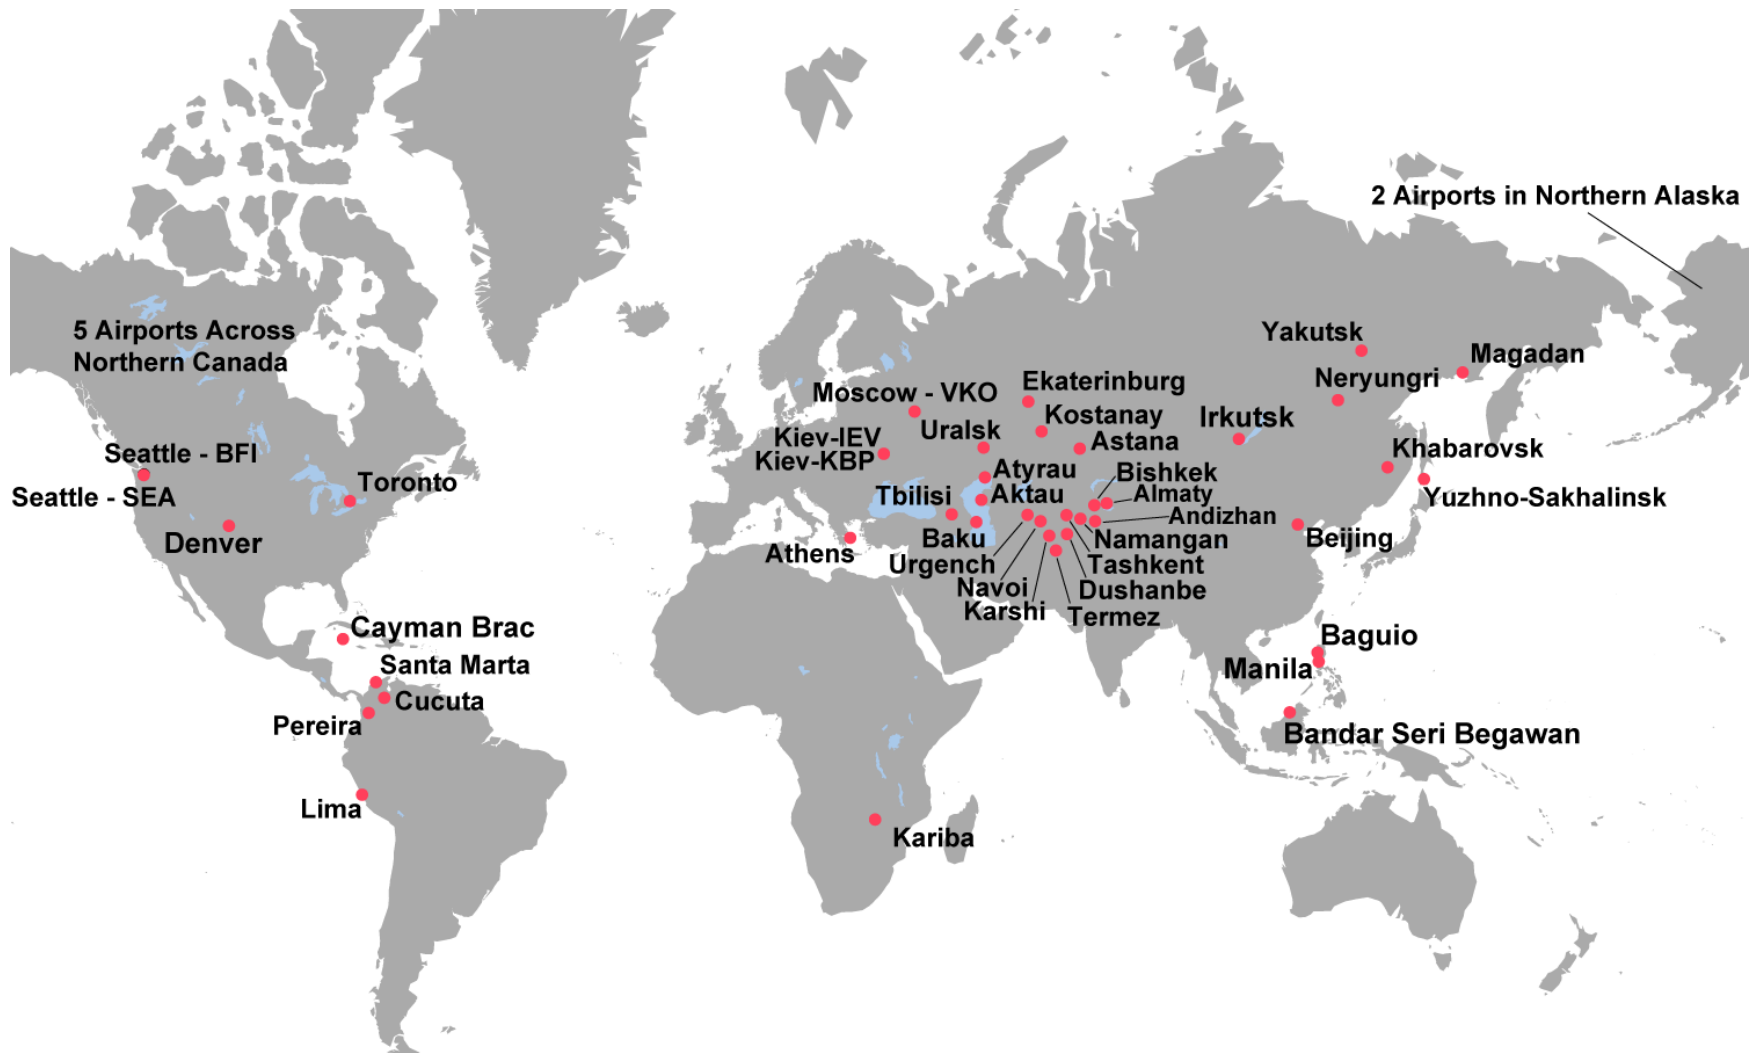 2 Airports in Northern Alaska
5 Airports Across
Northern Canada
Yakutsk
Magadan
Neryungri
Ekaterinburg
Moscow - VKO
Kostanay
Irkutsk
Uralsk
Astana
Kiev-IEV
Kiev-KBP
Khabarovsk
Seattle - BFI
Seattle - SEA
Toronto
Atyrau
Bishkek
Tbilisi
Aktau
Almaty
Yuzhno-Sakhalinsk
Andizhan
Denver
Athens
Baku
Namangan
Beijing
Urgench
Tashkent
Navoi
Dushanbe
Karshi
Termez
Cayman Brac
Baguio
Santa Marta
Manila
Cucuta
Pereira
Bandar Seri Begawan
Lima
Kariba